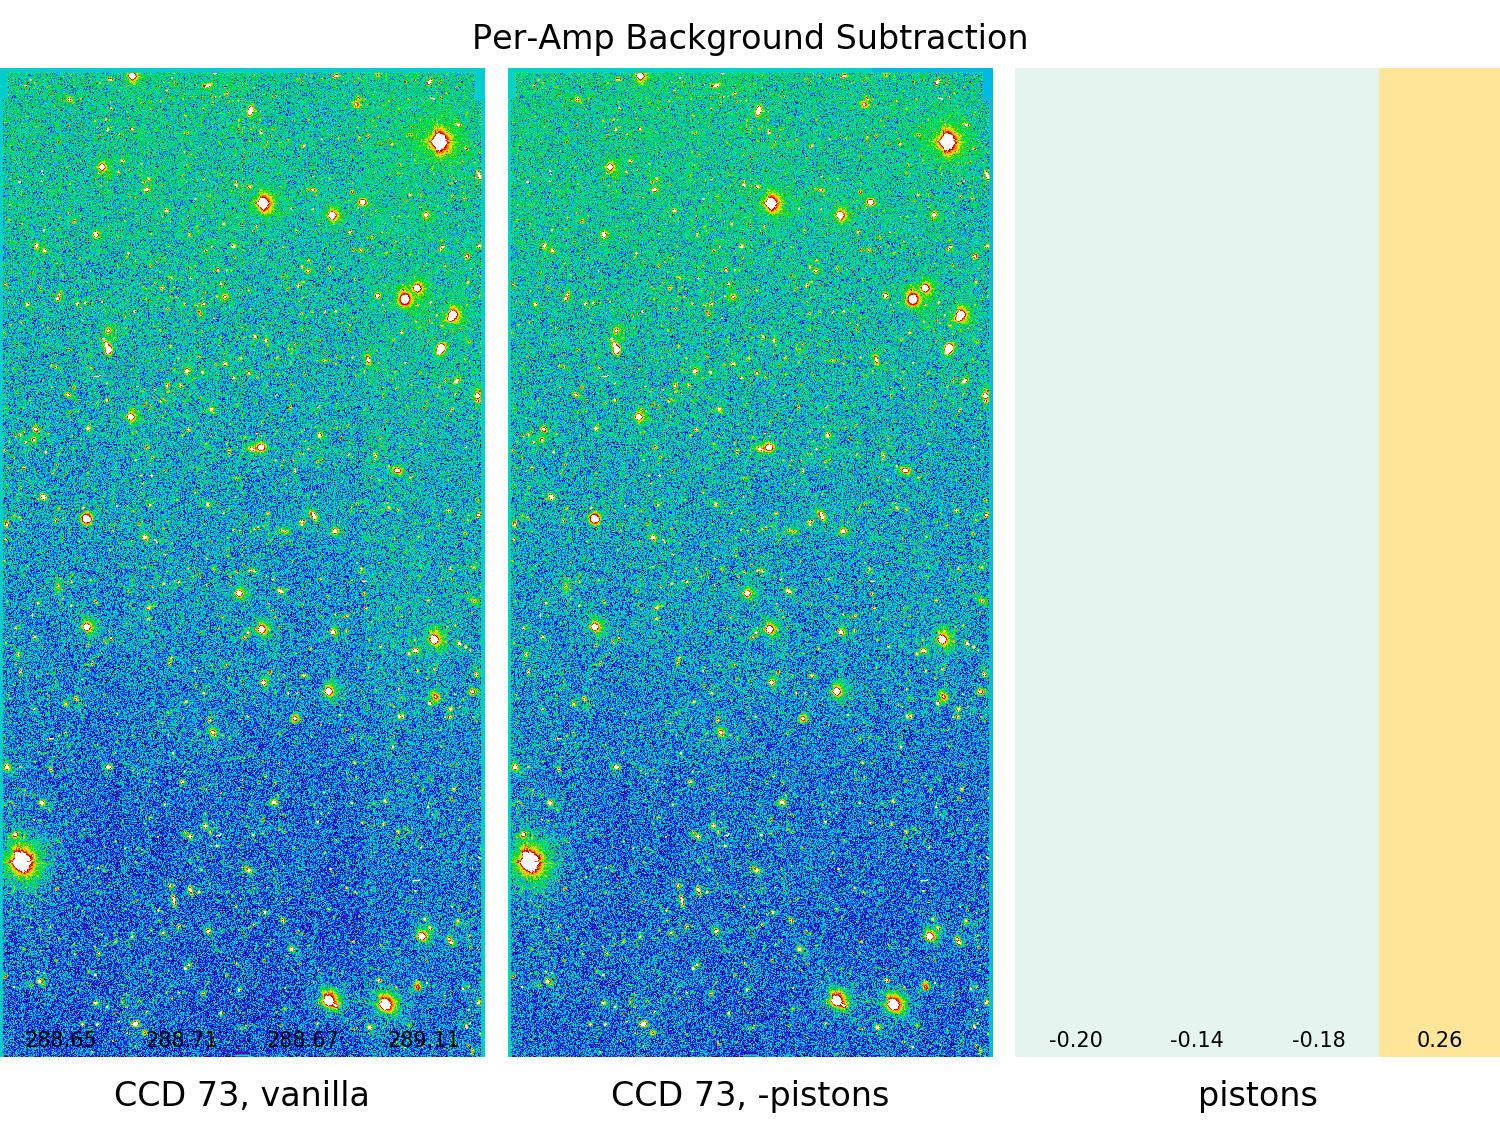 Per-Amp Background Subtraction
288.65 288.71 288.67 289.11
-0.20 -0.14 -0.18 0.26
CCD 73, vanilla
CCD 73, -pistons
pistons